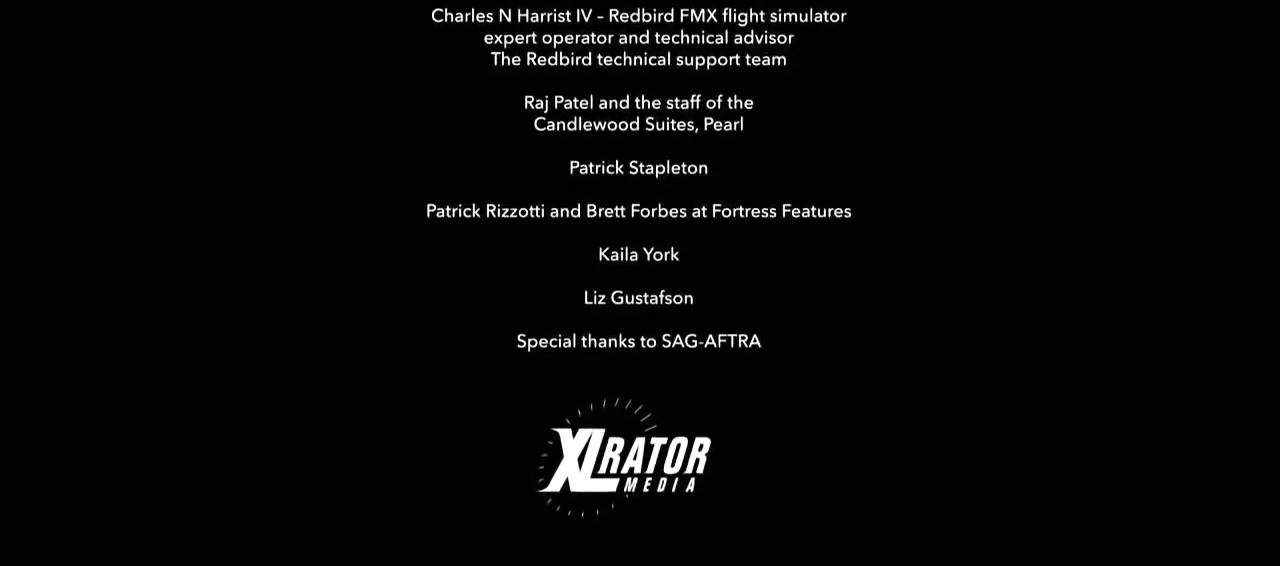 Charles N Harrist IV – Redbird FMX flight simulator
expert operator and technical advisor
The Redbird technical support team
Raj Patel and the staff of the
Candlewood Suites, Pearl
Patrick Stapleton
Patrick Rizzotti and Brett Forbes at Fortress Features
Kaila York
Liz Gustafson
Special thanks to SAG-AFTRA
XLRATOR
MEDIA